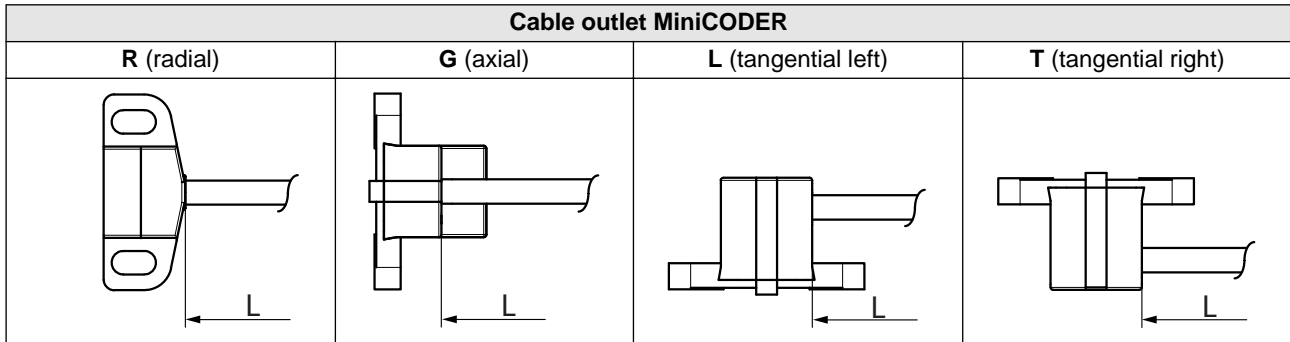 Cable outlet MiniCODER
R (radial)
G (axial)
L (tangential left)
T (tangential right)
L
L
L
L